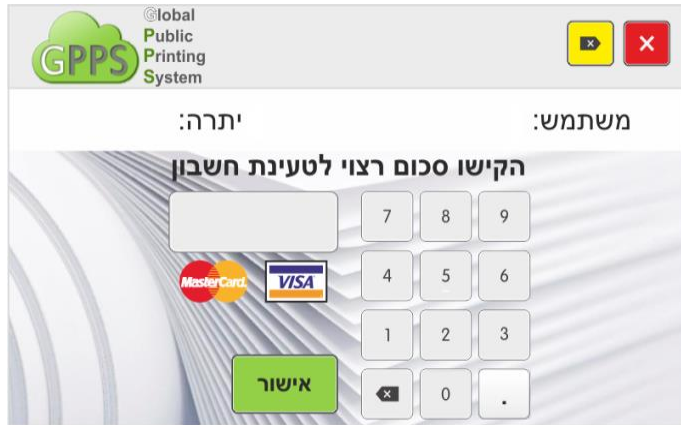 GPPS
Global
Public
Printing
System
משתמש:
יתרה:
הקישו סכום רצוי לטעינת חשבון
7 8 9
MasterCard VISA 4 5 6
1 2 3
אישור
0 .